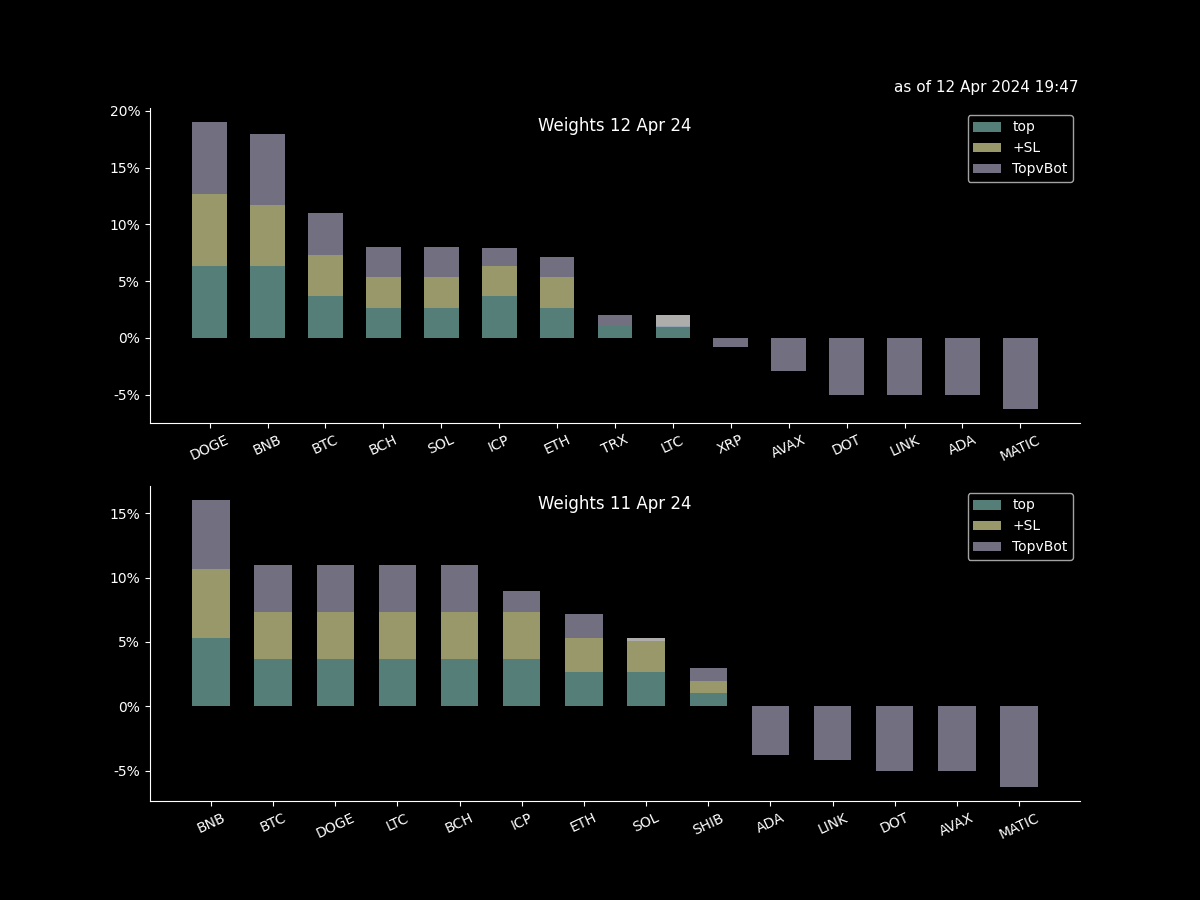 as of 12 Apr 2024 19:47
Weights 12 Apr 24
top
+SL
TopvBot
20%
15%
10%
5%
0%
-5%
DOGE BNB BTC BCH SOL ICP ETH TRX LTC XRP AVAX DOT LINK ADA MATIC
Weights 11 Apr 24
top
+SL
TopvBot
15%
10%
5%
0%
-5%
BNB BTC DOGE LTC BCH ICP ETH SOL SHIB ADA LINK DOT AVAX MATIC